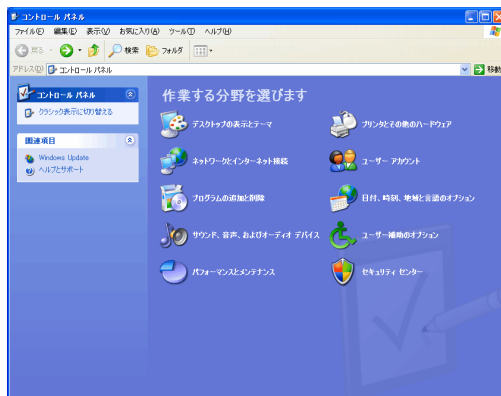 コントロール パネル
ファイル(F) 編集(E) 表示(V) お気に入り(A) ツール(T) ヘルプ(H)
戻る 検索 フォルダ
アドレス(D) コントロール パネル 移動
コントロール パネル
クラシック表示に切り替える
関連項目
Windows Update
ヘルプとサポート
作業する分野を選びます
デスクトップの表示とテーマ
プリンタとその他のハードウェア
ネットワークとインターネット接続
ユーザー アカウント
プログラムの追加と削除
日付、時刻、地域と言語のオプション
サウンド、音声、およびオーディオ デバイス
ユーザー補助のオプション
パフォーマンスとメンテナンス
セキュリティ センター